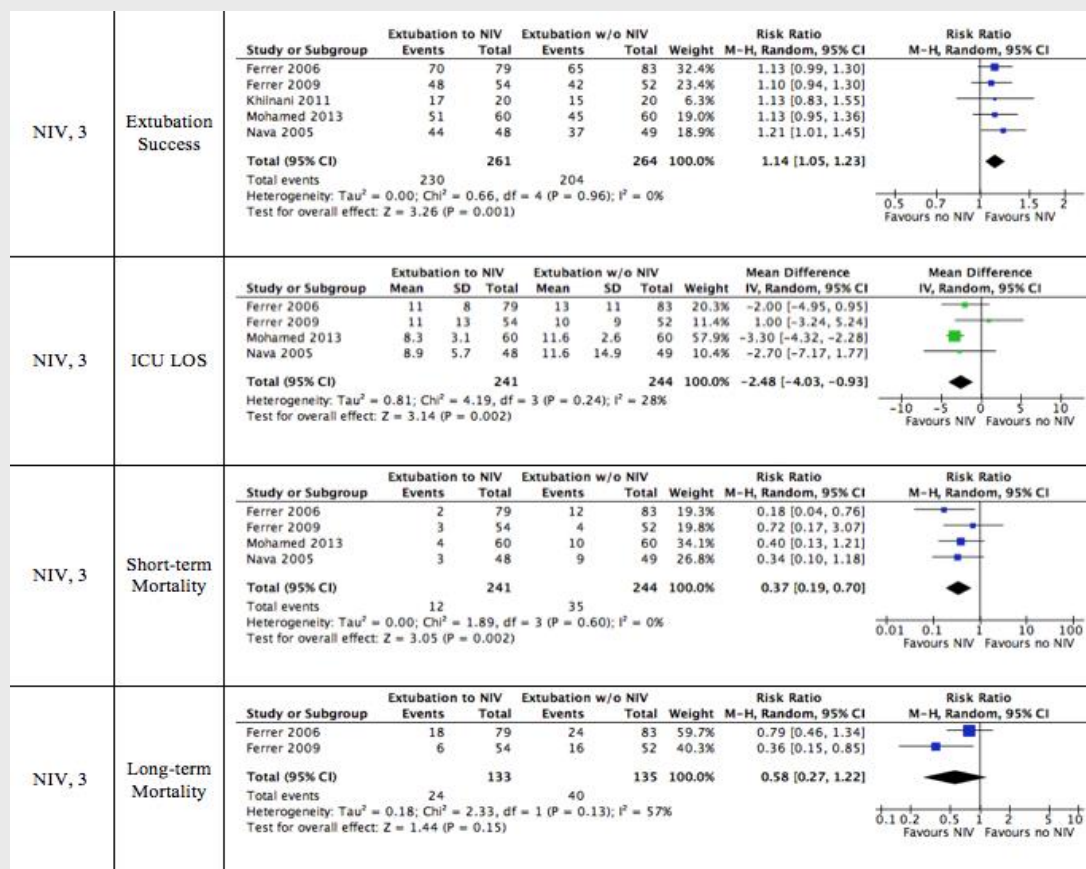 NIV, 3
Extubation
Success
Extubation to NIV Extubation w/o NIV Risk Ratio Risk Ratio
Study or Subgroup Events Total Events Total Weight M-H, Random, 95% CI M-H, Random, 95% CI
Ferrer 2006 70 79 65 83 32.4% 1.13 [0.99, 1.30]
Ferrer 2009 48 54 42 52 23.4% 1.10 [0.94, 1.30]
Khilnani 2011 17 20 15 20 6.3% 1.13 [0.83, 1.55]
Mohamed 2013 51 60 45 60 19.0% 1.13 [0.95, 1.36]
Nava 2005 44 48 37 49 18.9% 1.21 [1.01, 1.45]
Total (95% CI) 261 264 100.0% 1.14 [1.05, 1.23]
Total events 230 204
Heterogeneity: Tau² = 0.00; Chi² = 0.66, df = 4 (P = 0.96); I² = 0%
Test for overall effect: Z = 3.26 (P = 0.001)
0.5 0.7 1 1.5 2
Favours no NIV Favours NIV
NIV, 3
ICU LOS
Extubation to NIV Extubation w/o NIV Mean Difference Mean Difference
Study or Subgroup Mean SD Total Mean SD Total Weight IV, Random, 95% CI IV, Random, 95% CI
Ferrer 2006 11 8 79 13 11 83 20.3% -2.00 [-4.95, 0.95]
Ferrer 2009 11 13 54 10 9 52 11.4% 1.00 [-3.24, 5.24]
Mohamed 2013 8.3 3.1 60 11.6 2.6 60 57.9% -3.30 [-4.32, -2.28]
Nava 2005 8.9 5.7 48 11.6 14.9 49 10.4% -2.70 [-7.17, 1.77]
Total (95% CI) 241 244 100.0% -2.48 [-4.03, -0.93]
Heterogeneity: Tau² = 0.81; Chi² = 4.19, df = 3 (P = 0.24); I² = 28%
Test for overall effect: Z = 3.14 (P = 0.002)
-10 -5 0 5 10
Favours NIV Favours no NIV
NIV, 3
Short-term
Mortality
Extubation to NIV Extubation w/o NIV Risk Ratio Risk Ratio
Study or Subgroup Events Total Events Total Weight M-H, Random, 95% CI M-H, Random, 95% CI
Ferrer 2006 2 79 12 83 19.3% 0.18 [0.04, 0.76]
Ferrer 2009 3 54 4 52 19.8% 0.72 [0.17, 3.07]
Mohamed 2013 4 60 10 60 34.1% 0.40 [0.13, 1.21]
Nava 2005 3 48 9 49 26.8% 0.34 [0.10, 1.18]
Total (95% CI) 241 244 100.0% 0.37 [0.19, 0.70]
Total events 12 35
Heterogeneity: Tau² = 0.00; Chi² = 1.89, df = 3 (P = 0.60); I² = 0%
Test for overall effect: Z = 3.05 (P = 0.002)
0.01 0.1 1 10 100
Favours NIV Favours no NIV
NIV, 3
Long-term
Mortality
Extubation to NIV Extubation w/o NIV Risk Ratio Risk Ratio
Study or Subgroup Events Total Events Total Weight M-H, Random, 95% CI M-H, Random, 95% CI
Ferrer 2006 18 79 24 83 59.7% 0.79 [0.46, 1.34]
Ferrer 2009 6 54 16 52 40.3% 0.36 [0.15, 0.85]
Total (95% CI) 133 135 100.0% 0.58 [0.27, 1.22]
Total events 24 40
Heterogeneity: Tau² = 0.18; Chi² = 2.33, df = 1 (P = 0.13); I² = 57%
Test for overall effect: Z = 1.44 (P = 0.15)
0.1 0.2 0.5 1 2 5 10
Favours NIV Favours no NIV